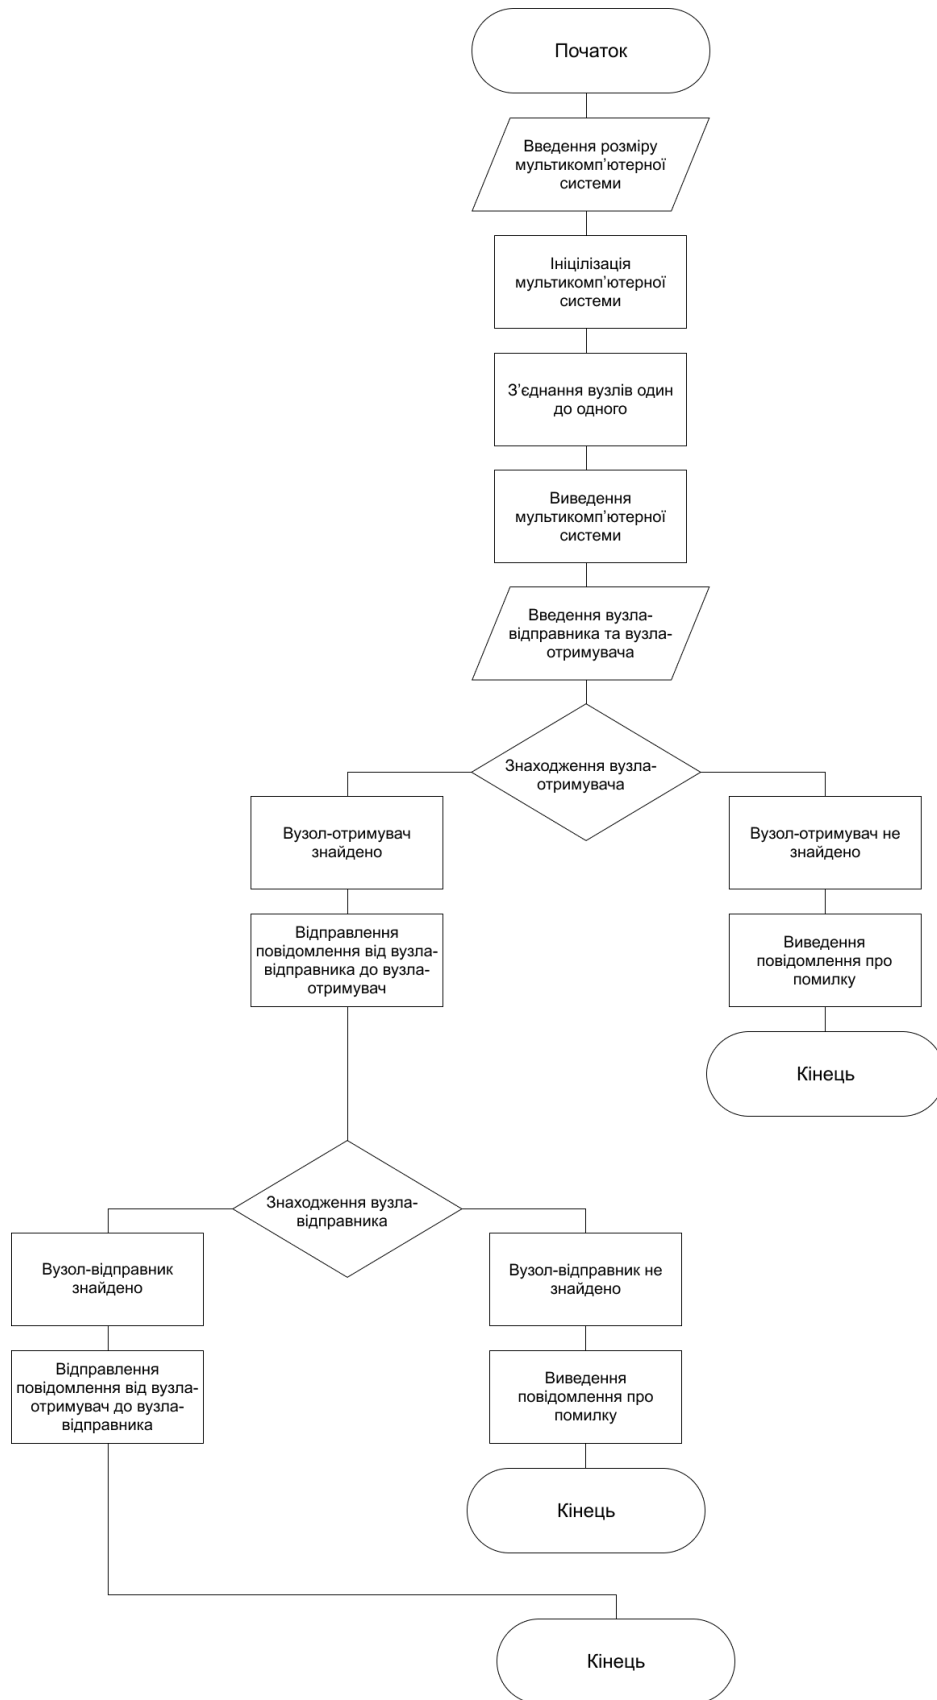 Початок
Введення розміру
мультикомп'ютерної
системи
Ініцілізація
мультикомп'ютерної
системи
З'єднання вузлів один
до одного
Виведення
мультикомп'ютерної
системи
Введення вузла-
відправника та вузла-
отримувача
Знаходження вузла-
отримувача
Вузол-отримувач
знайдено
Вузол-отримувач не
знайдено
Відправлення
повідомлення від вузла-
відправника до вузла-
отримувач
Виведення
повідомлення про
помилку
Кінець
Знаходження вузла-
відправника
Вузол-відправник
знайдено
Вузол-відправник не
знайдено
Відправлення
повідомлення від вузла-
отримувач до вузла-
відправника
Виведення
повідомлення про
помилку
Кінець
Кінець